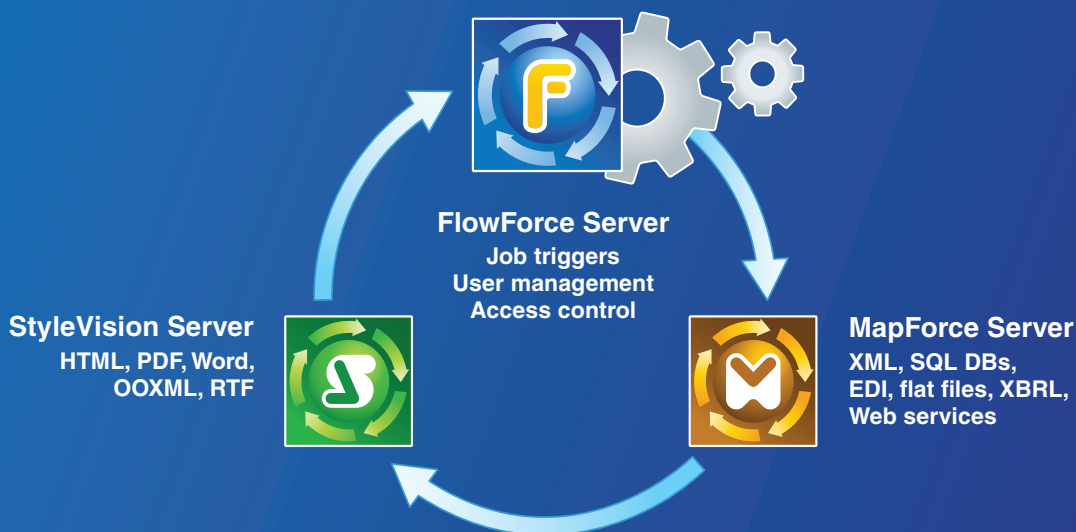 FlowForce Server
Job triggers
User management
Access control
StyleVision Server
HTML, PDF, Word,
OOXML, RTF
MapForce Server
XML, SQL DBs,
EDI, flat files, XBRL,
Web services